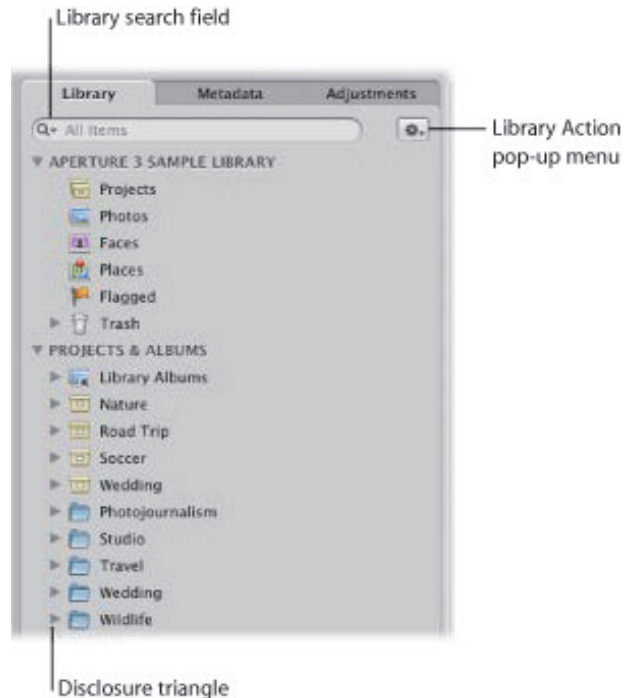 Library search field
Library Metadata Adjustments
All Items
Library Action
pop-up menu
APERTURE 3 SAMPLE LIBRARY
Projects
Photos
Faces
Places
Flagged
Trash
PROJECTS & ALBUMS
Library Albums
Nature
Road Trip
Soccer
Wedding
Photojournalism
Studio
Travel
Wedding
Wildlife
Disclosure triangle